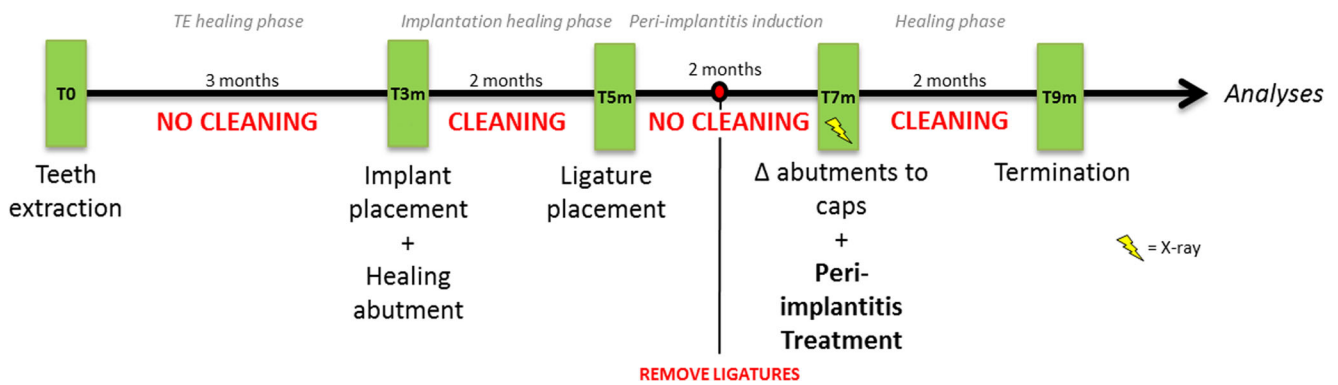 TE healing phase
Implantation healing phase
Peri-implantitis induction
Healing phase
T0
3 months
T3m
2 months
T5m
2 months
T7m
2 months
T9m
Analyses
NO CLEANING
CLEANING
NO CLEANING
CLEANING
Teeth
extraction
Implant
placement
+
Healing
abutment
Ligature
placement
Δ abutments to
caps
+
Peri-
implantitis
Treatment
Termination
= X-ray
REMOVE LIGATURES